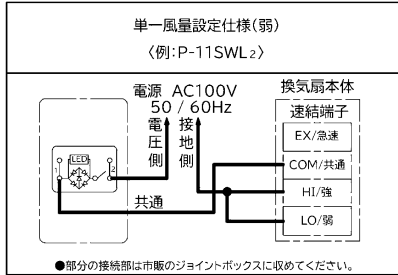 単一風量設定仕様(弱)
〈例:P-11SWL₂〉
電源 AC100V
50 / 60Hz
電圧側
接地側
換気扇本体
速結端子
EX/急速
COM/共通
HI/強
LO/弱
LED
1
2
共通
●部分の接続部は市販のジョイントボックスに収めてください。